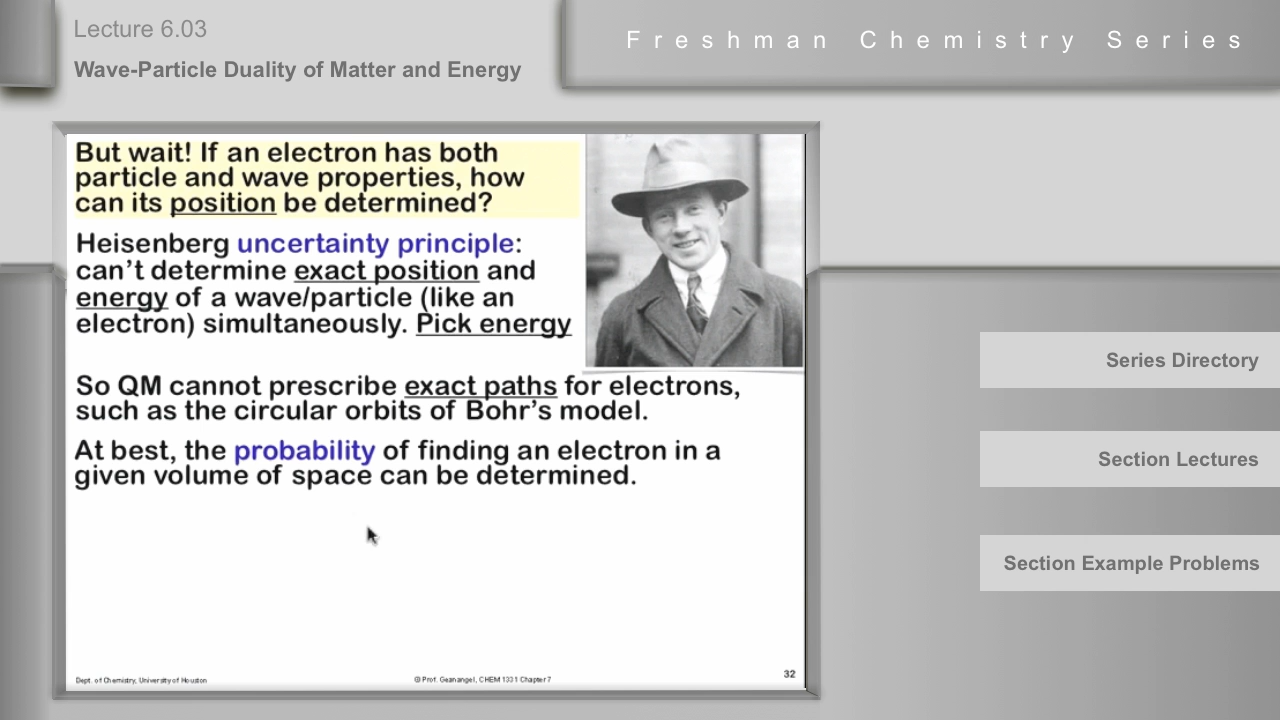 Lecture 6.03
Wave-Particle Duality of Matter and Energy
Freshman Chemistry Series
But wait! If an electron has both
particle and wave properties, how
can its position be determined?
Heisenberg uncertainty principle:
can't determine exact position and
energy of a wave/particle (like an
electron) simultaneously. Pick energy
So QM cannot prescribe exact paths for electrons,
such as the circular orbits of Bohr's model.
At best, the probability of finding an electron in a
given volume of space can be determined.
Dept. of Chemistry, University of Houston
© Prof. Geanangel, CHEM 1331 Chapter 7
32
Series Directory
Section Lectures
Section Example Problems